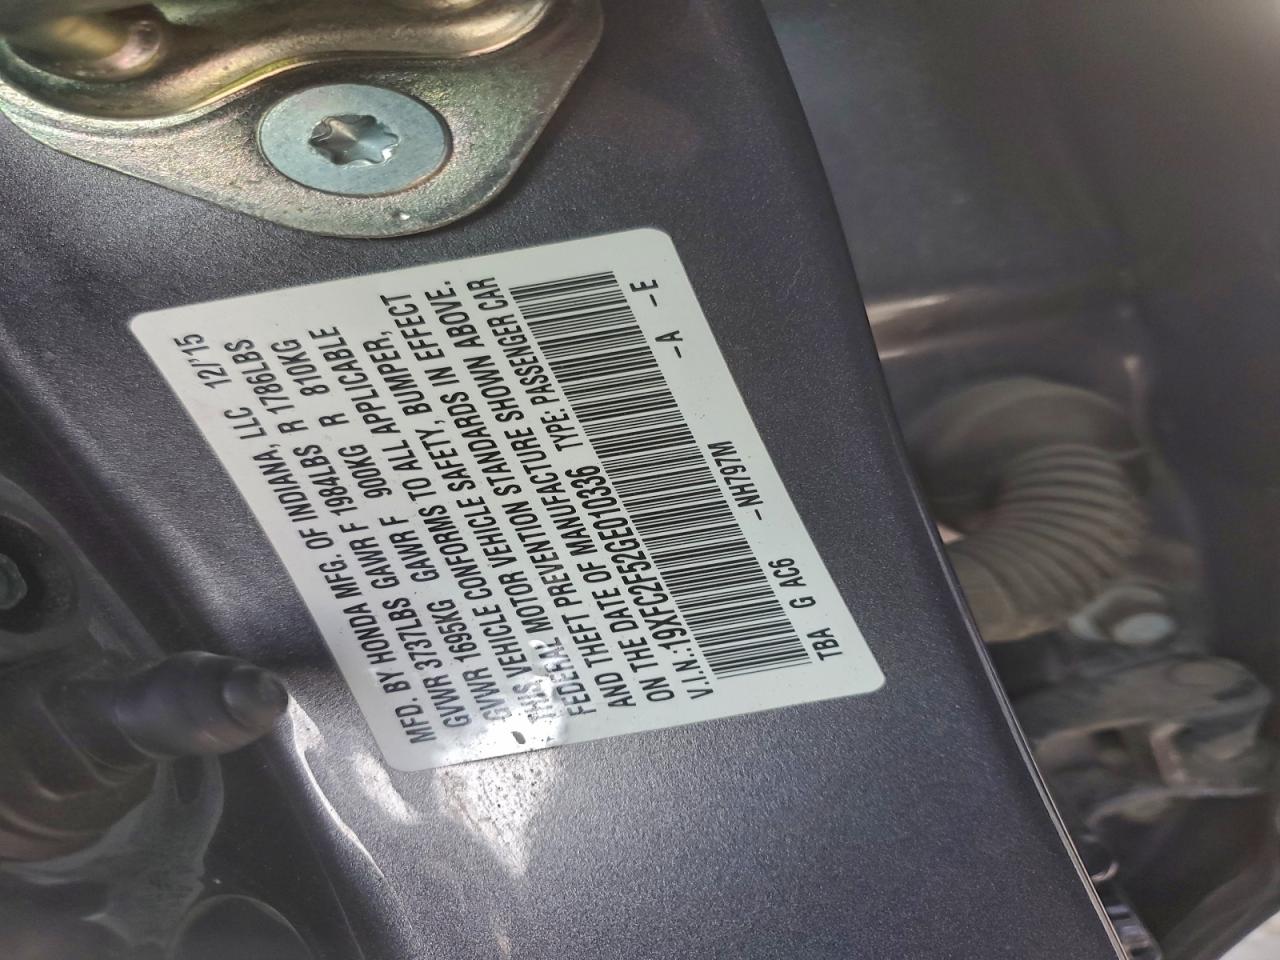 MFD. BY HONDA MFG. OF INDIANA, LLC 12/'15
GVWR 3737LBS GAWR F 1984LBS R 1786LBS
GVWR 1695KG GAWR F 900KG R 810KG
THIS VEHICLE CONFORMS TO ALL APPLICABLE
FEDERAL MOTOR VEHICLE SAFETY, BUMPER,
AND THEFT PREVENTION STANDARDS IN EFFECT
ON THE DATE OF MANUFACTURE SHOWN ABOVE.
V.I.N.:19XFC2F52GE010336 TYPE: PASSENGER CAR
TBA G AC6 -NH797M -A -E